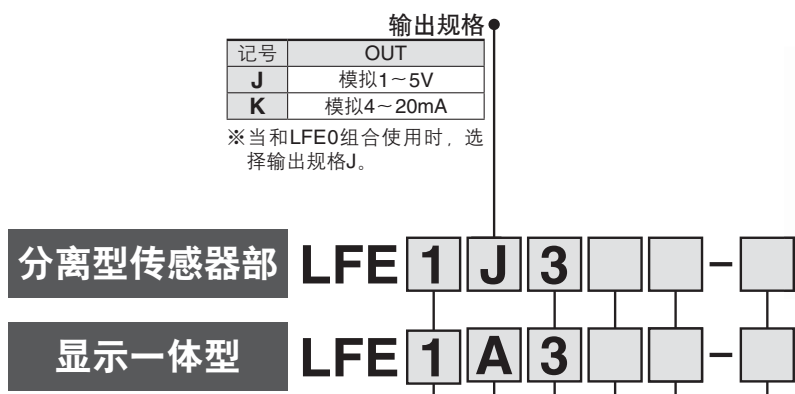 输出规格
记号 OUT
J 模拟1～5V
K 模拟4～20mA
※当和LFE0组合使用时，选
择输出规格J。
分离型传感器部 LFE 1 J 3 －
显示一体型 LFE 1 A 3 －